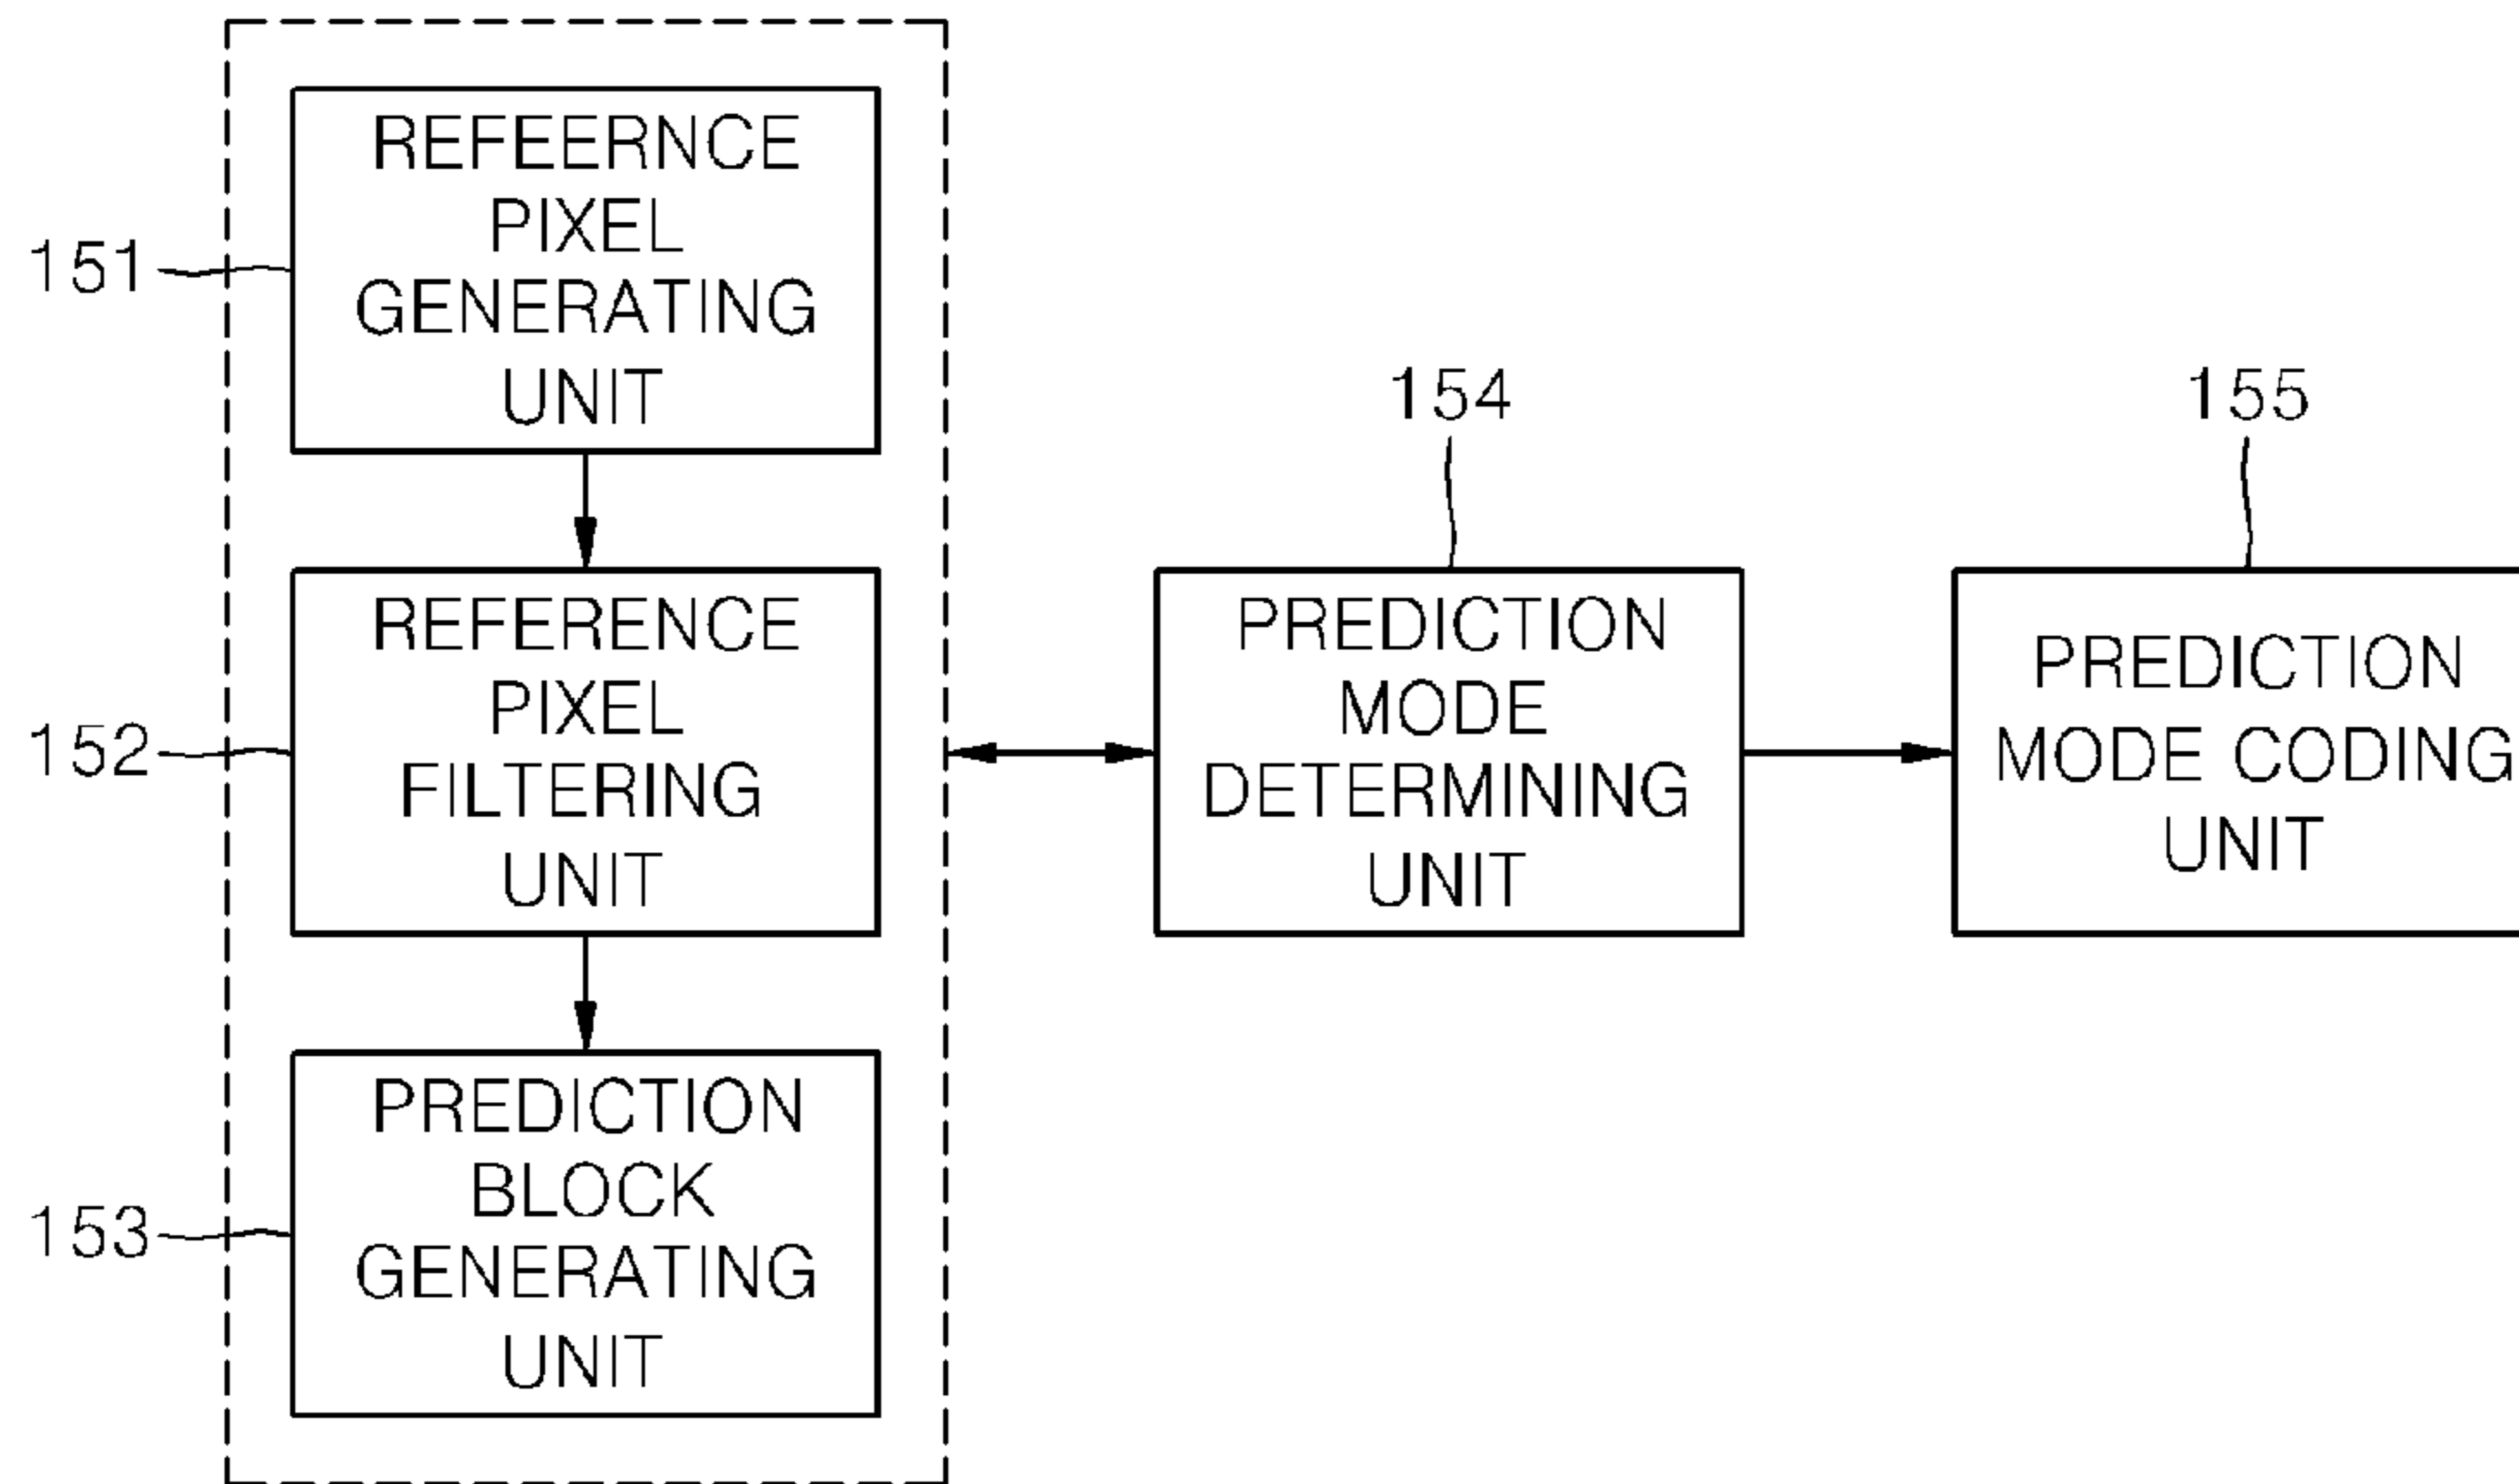 REFEERNCE
PIXEL
GENERATING
UNIT
151
REFERENCE
PIXEL
FILTERING
UNIT
152
PREDICTION
BLOCK
GENERATING
UNIT
153
154
PREDICTION
MODE
DETERMINING
UNIT
155
PREDICTION
MODE CODING
UNIT